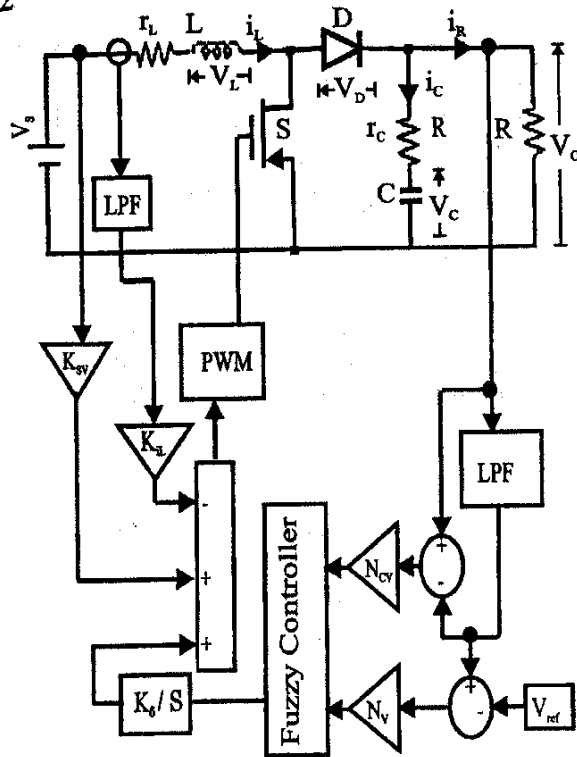 2
r_L L i_L D i_R
V_L V_D i_C
V_s S r_C R R V_O
LPF C V_C
K_SV PWM
K_iL LPF
-
+
+
Fuzzy Controller
N_CV + -
K_6/S N_V + - V_ref